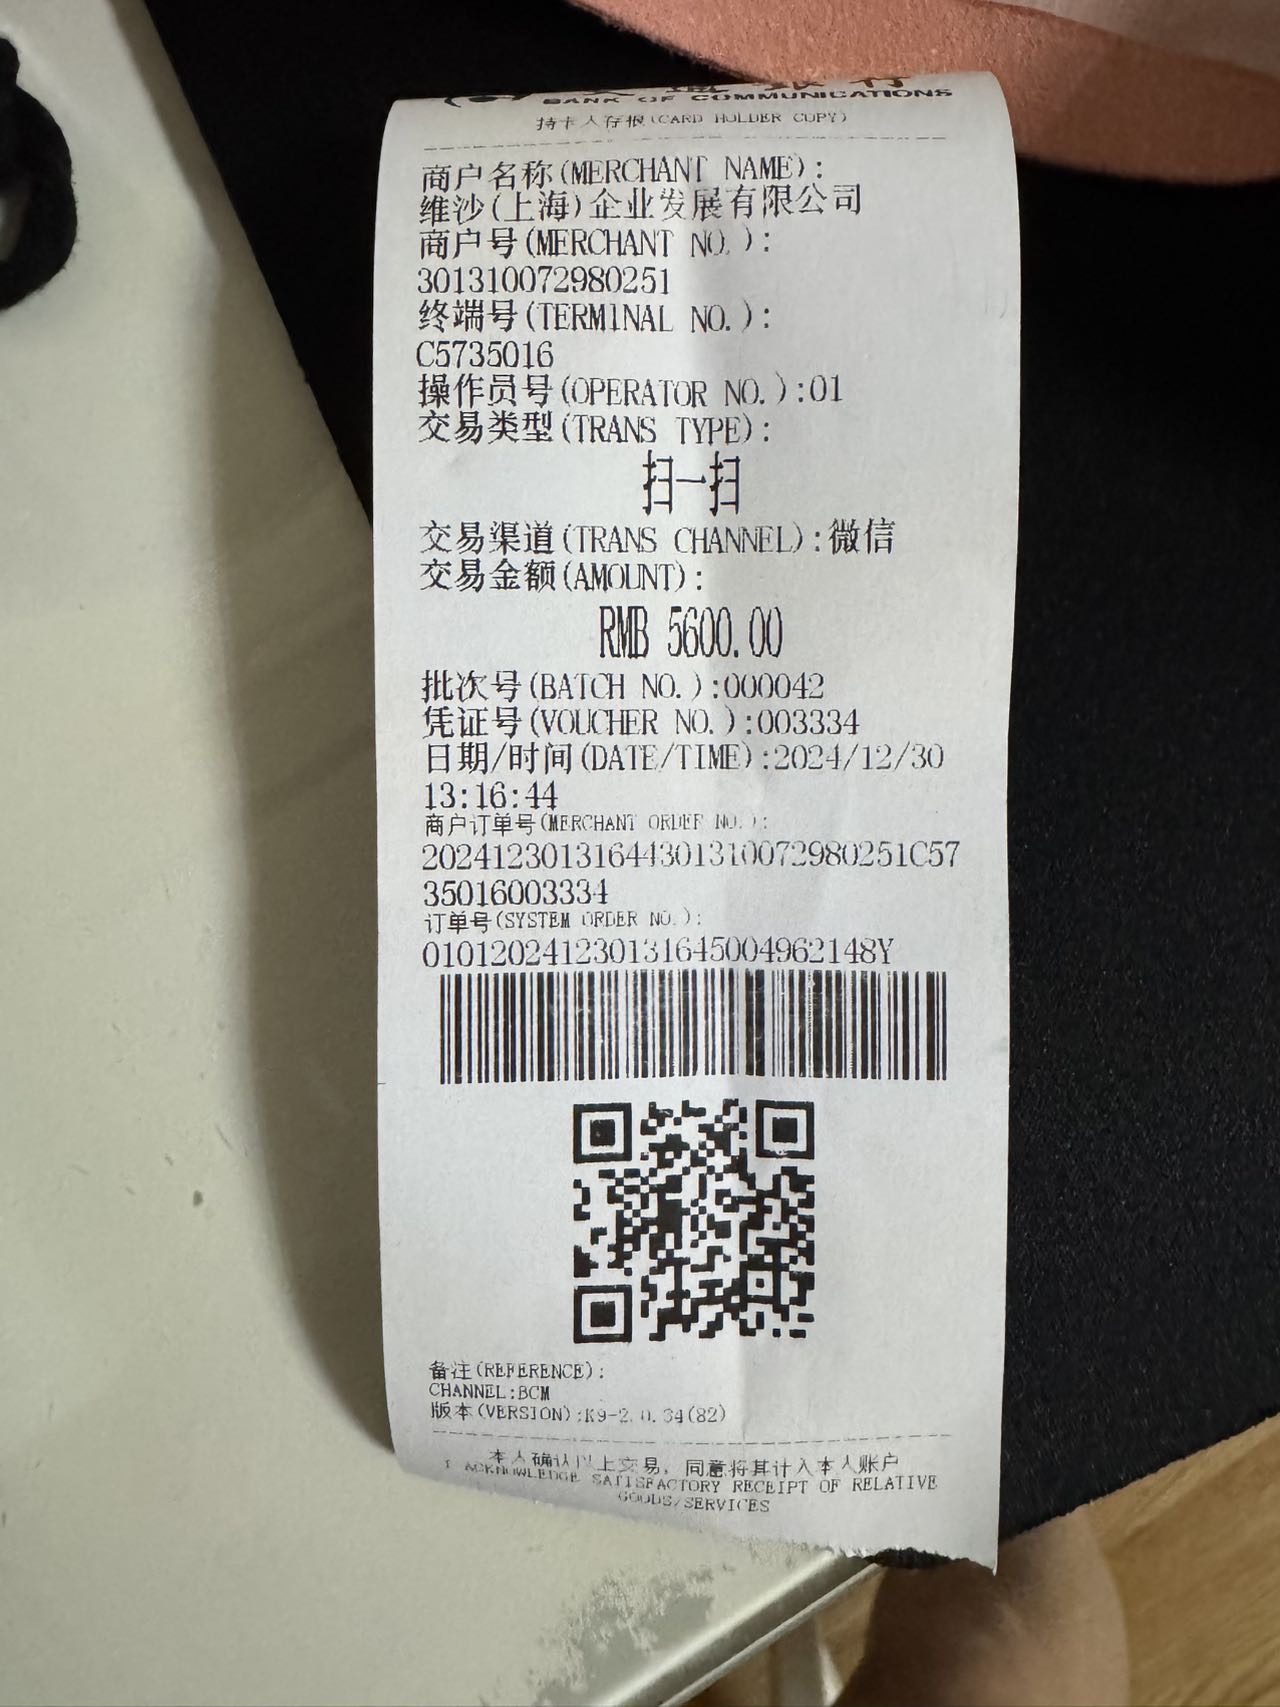 交通银行
BANK OF COMMUNICATIONS
持卡人存根(CARD HOLDER COPY)
商户名称(MERCHANT NAME):
维沙(上海)企业发展有限公司
商户号(MERCHANT NO.):
301310072980251
终端号(TERMINAL NO.):
C5735016
操作员号(OPERATOR NO.):01
交易类型(TRANS TYPE):
扫一扫
交易渠道(TRANS CHANNEL):微信
交易金额(AMOUNT):
RMB 5600.00
批次号(BATCH NO.):000042
凭证号(VOUCHER NO.):003334
日期/时间(DATE/TIME):2024/12/30
13:16:44
商户订单号(MERCHANT ORDER NO.):
20241230131644301310072980251C57
35016003334
订单号(SYSTEM ORDER NO.):
010120241230131645004962148Y
备注(REFERENCE):
CHANNEL:BCM
版本(VERSION):K9-2.0.34(82)
本人确认以上交易,同意将其计入本人账户
I ACKNOWLEDGE SATISFACTORY RECEIPT OF RELATIVE
GOODS/SERVICES